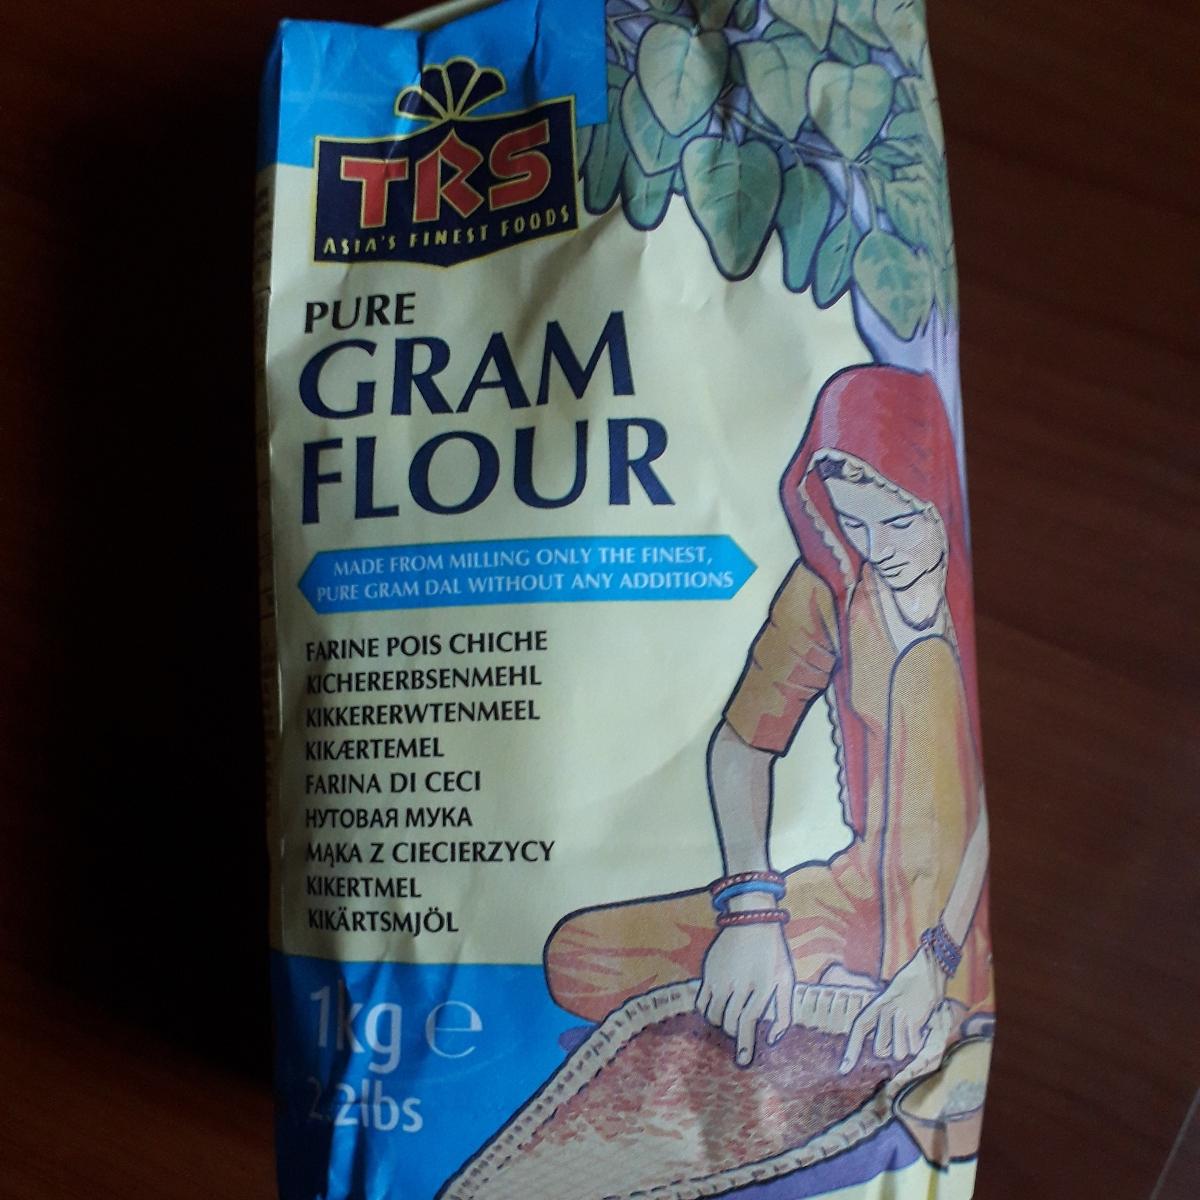 TRS
ASIA'S FINEST FOODS
PURE
GRAM
FLOUR
MADE FROM MILLING ONLY THE FINEST,
PURE GRAM DAL WITHOUT ANY ADDITIONS
FARINE POIS CHICHE
KICHERERBSENMEHL
KIKKERERWTENMEEL
KIKÆRTEMEL
FARINA DI CECI
НУТОВАЯ МУКА
MĄKA Z CIECIERZYCY
KIKERTMEL
KIKÄRTSMJÖL
1kg ℮
2.2lbs